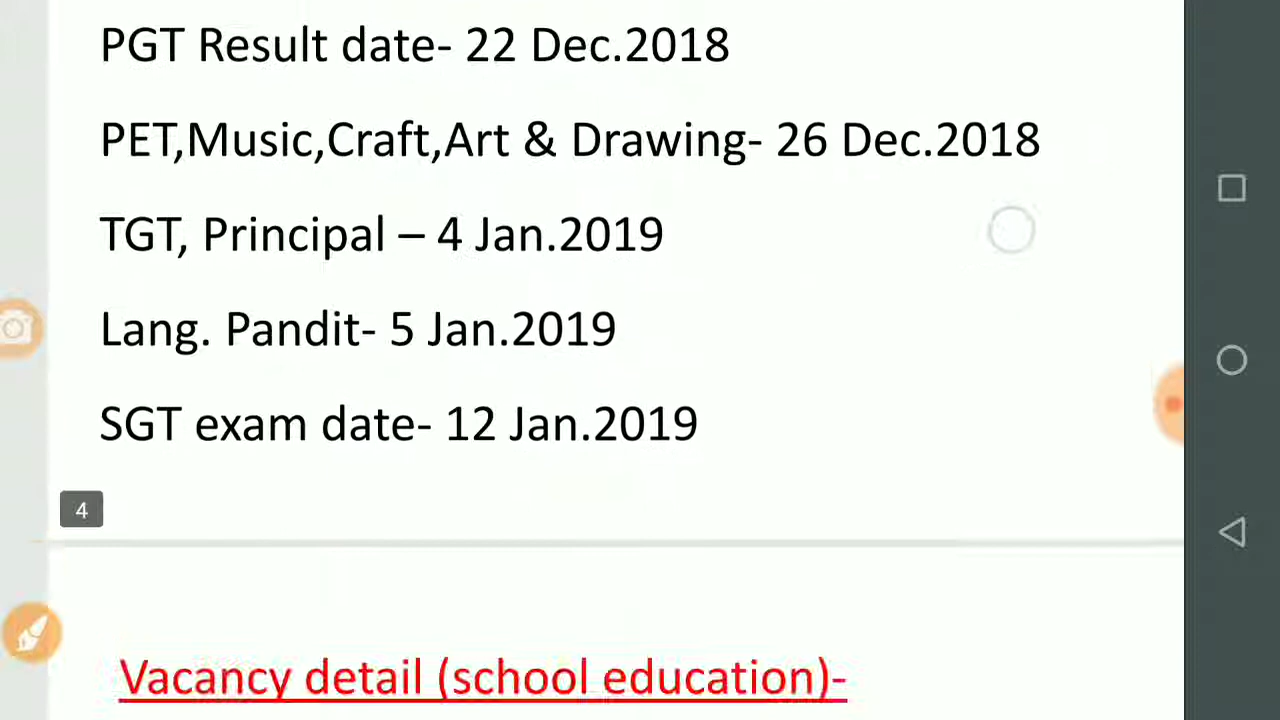 PGT Result date- 22 Dec.2018
PET,Music,Craft,Art & Drawing- 26 Dec.2018
TGT, Principal – 4 Jan.2019
Lang. Pandit- 5 Jan.2019
SGT exam date- 12 Jan.2019
4
Vacancy detail (school education)-